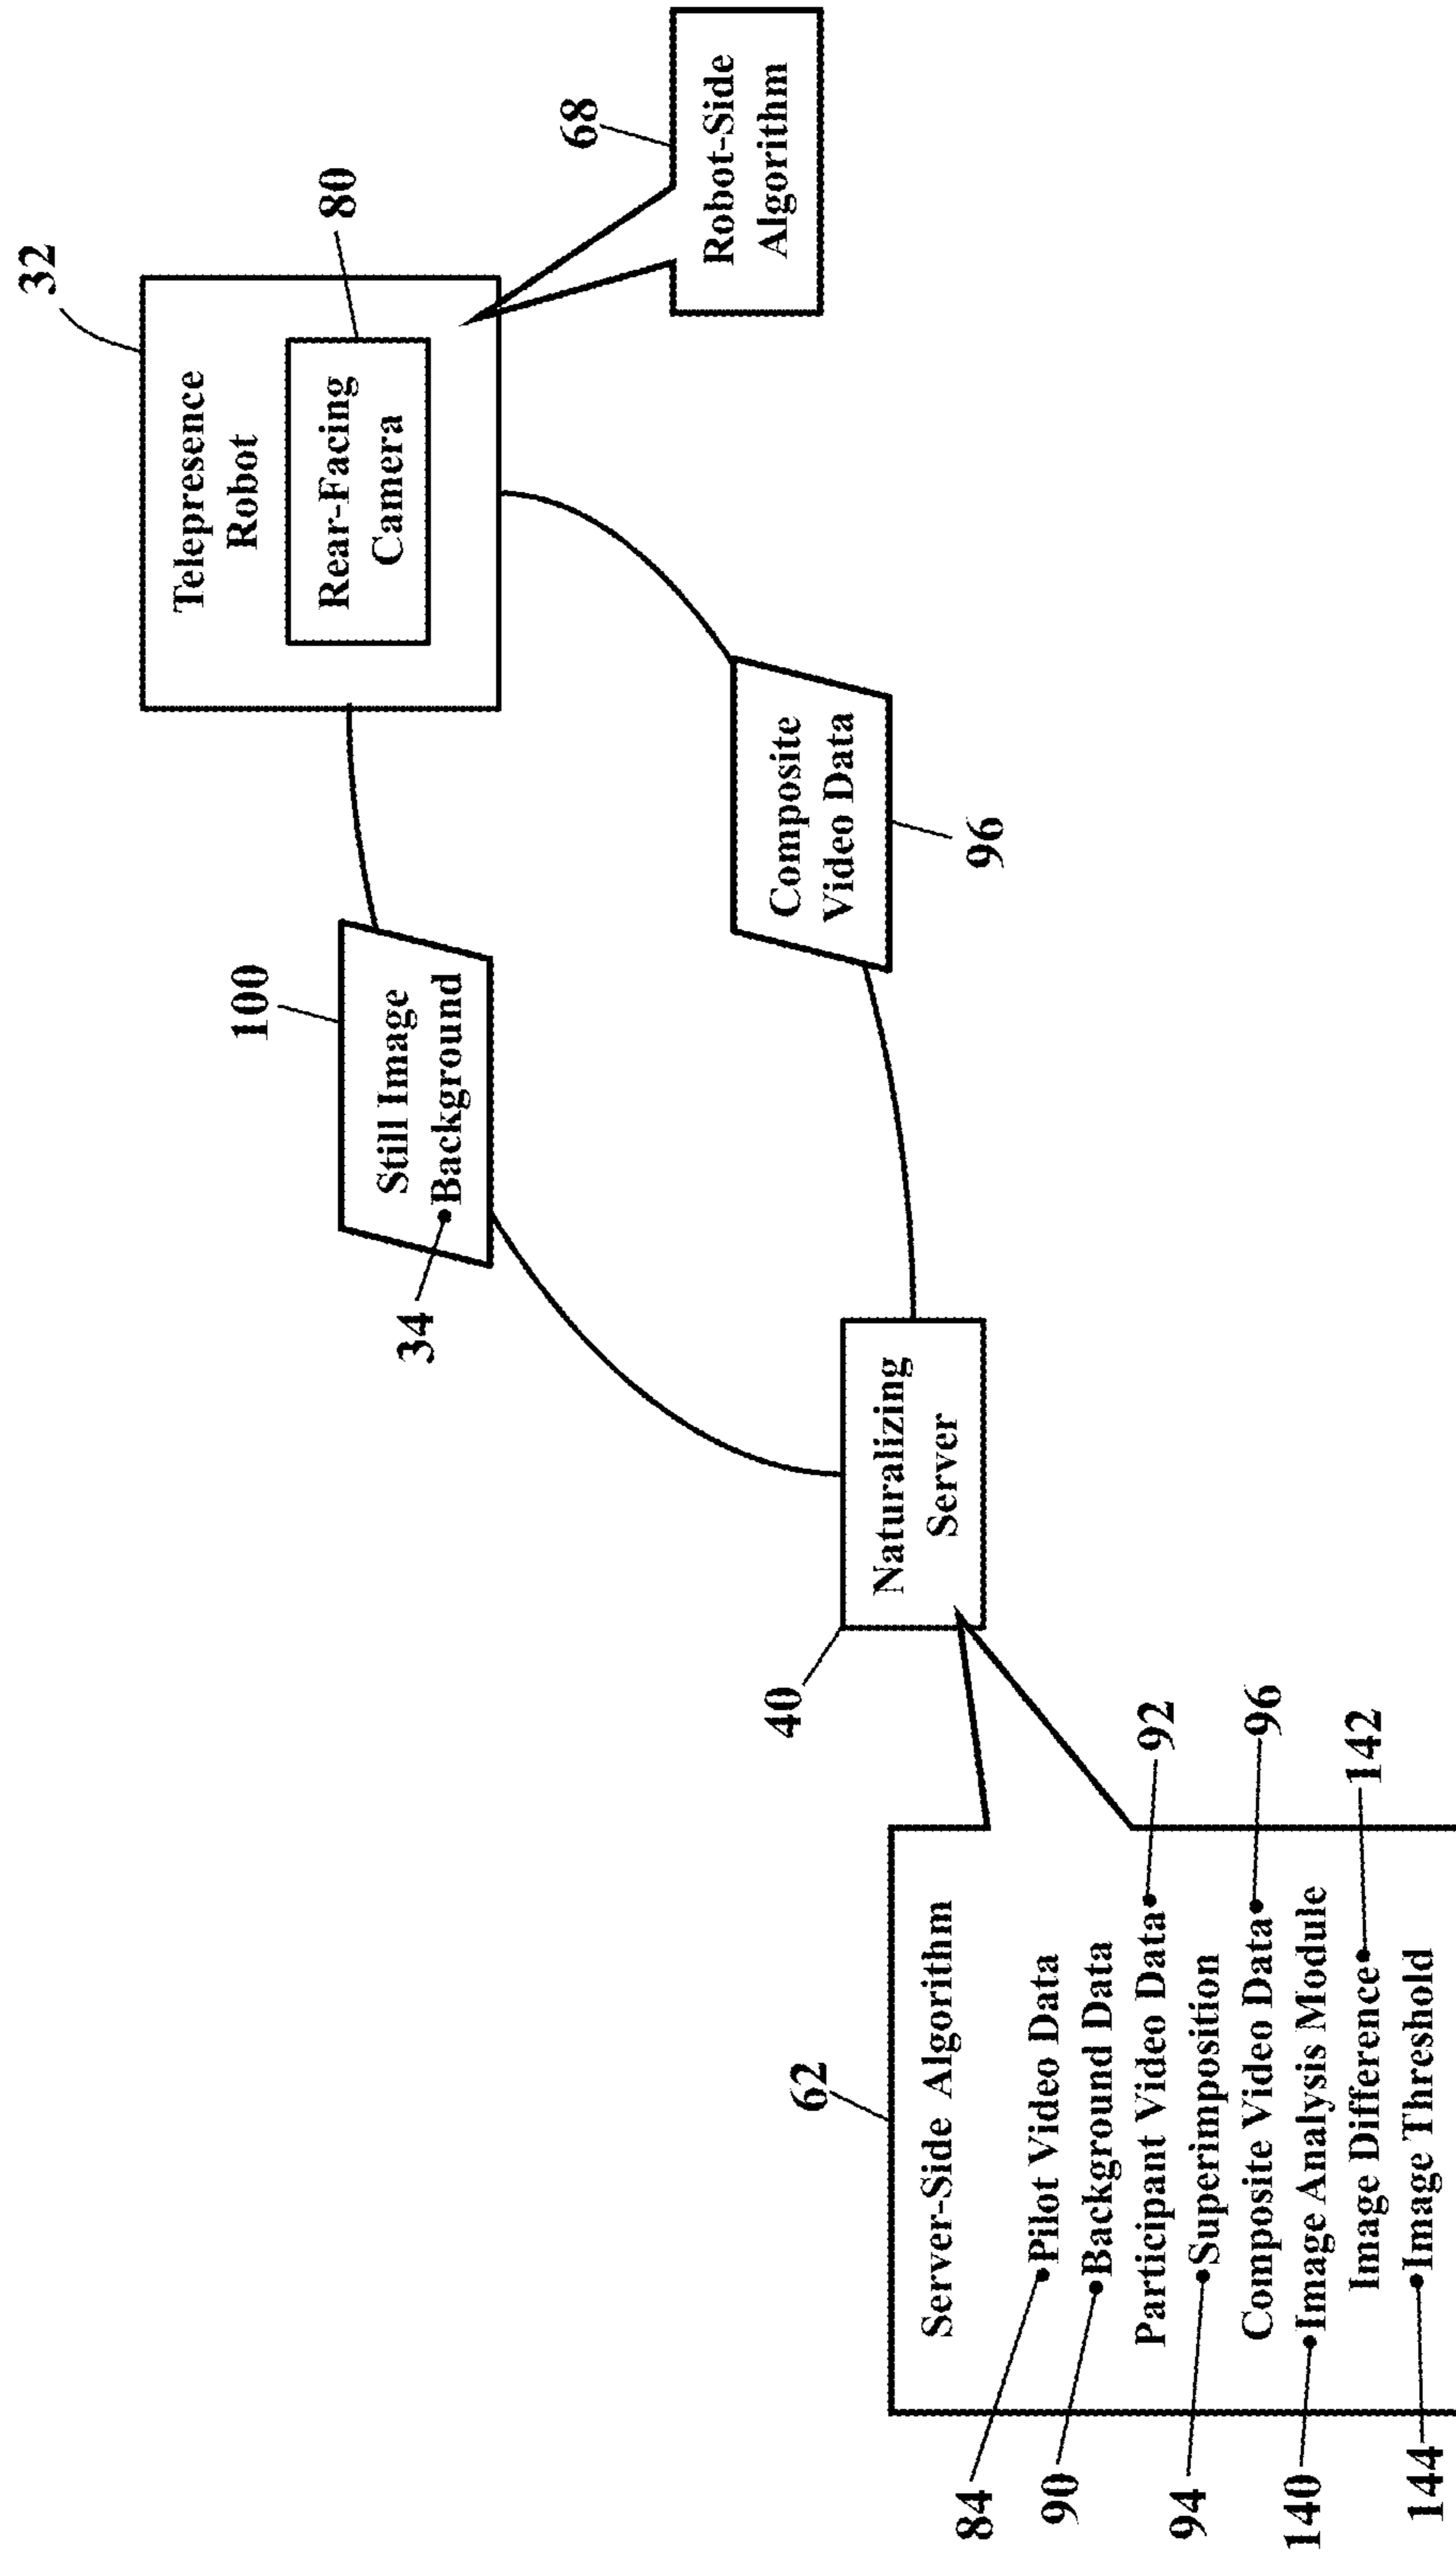 32
Telepresence
Robot
80
Rear-Facing
Camera
68
Robot-Side
Algorithm
100
Still Image
34
Background
Composite
Video Data
96
40
Naturalizing
Server
62
Server-Side Algorithm
84 Pilot Video Data
90 Background Data
Participant Video Data 92
94 Superimposition
Composite Video Data 96
140 Image Analysis Module
Image Difference 142
144 Image Threshold